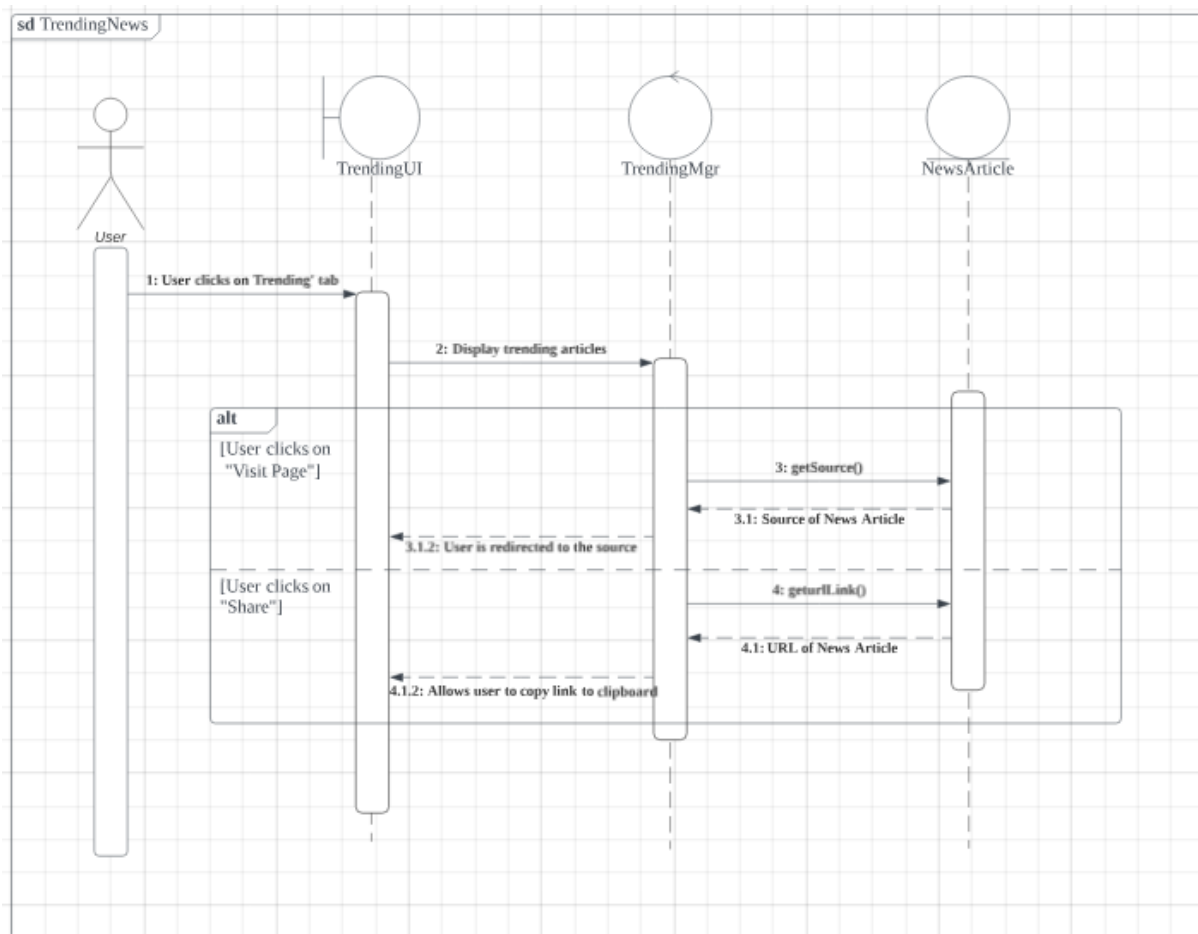 sd TrendingNews
User
TrendingUI
TrendingMgr
NewsArticle
1: User clicks on Trending' tab
2: Display trending articles
alt
[User clicks on
"Visit Page"]
3: getSource()
3.1: Source of News Article
3.1.2: User is redirected to the source
[User clicks on
"Share"]
4: geturlLink()
4.1: URL of News Article
4.1.2: Allows user to copy link to clipboard